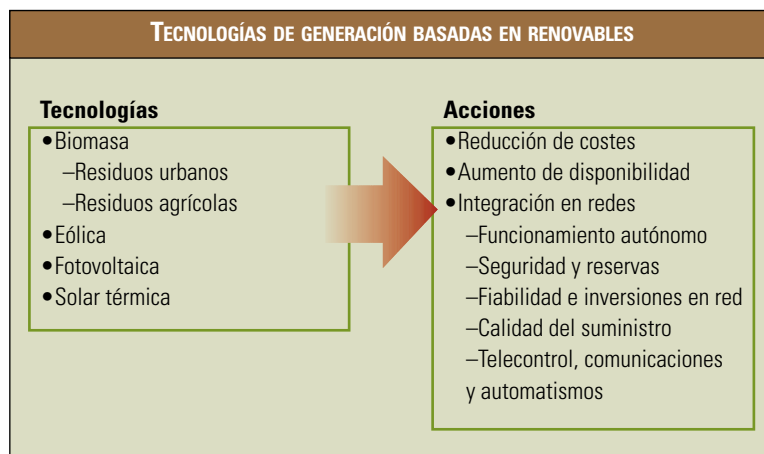 TECNOLOGÍAS DE GENERACIÓN BASADAS EN RENOVABLES
Tecnologías
•Biomasa
–Residuos urbanos
–Residuos agrícolas
•Eólica
•Fotovoltaica
•Solar térmica
Acciones
•Reducción de costes
•Aumento de disponibilidad
•Integración en redes
–Funcionamiento autónomo
–Seguridad y reservas
–Fiabilidad e inversiones en red
–Calidad del suministro
–Telecontrol, comunicaciones
y automatismos